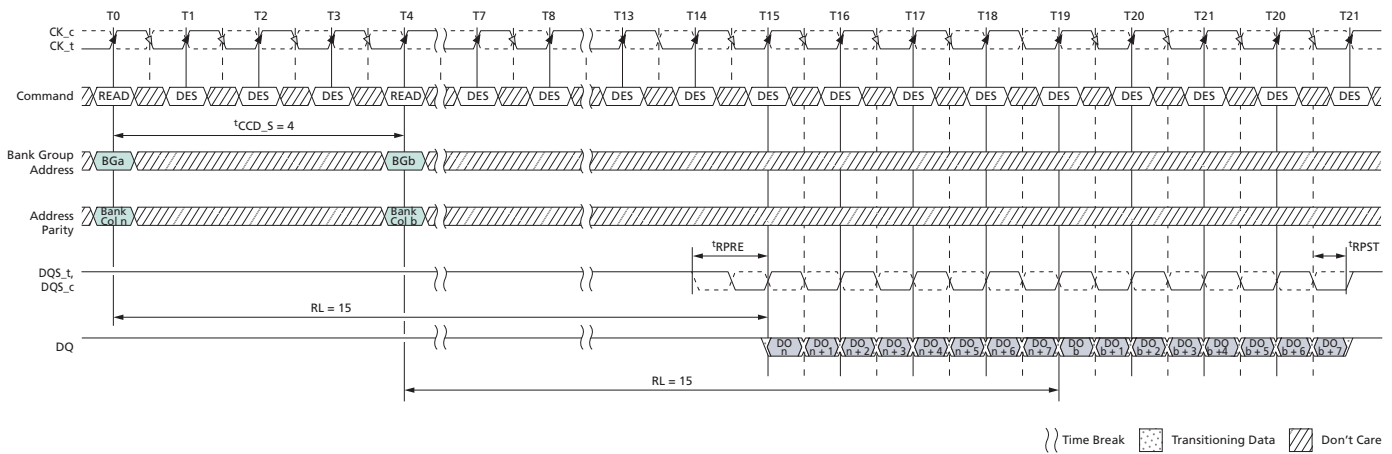 T0 T1 T2 T3 T4 T7 T8 T13 T14 T15 T16 T17 T18 T19 T20 T21 T20 T21
CK_c
CK_t
Command READ DES DES DES READ DES DES DES DES DES DES DES DES DES DES DES DES DES
tCCD_S = 4
Bank Group
Address
BGa BGb
Address
Parity
Bank
Col n
Bank
Col b
tRPRE tRPST
DQS_t,
DQS_c
RL = 15
DQ
DO
n
DO
n + 1
DO
n + 2
DO
n + 3
DO
n + 4
DO
n + 5
DO
n + 6
DO
n + 7
DO
b
DO
b + 1
DO
b + 2
DO
b + 3
DO
b + 4
DO
b + 5
DO
b + 6
DO
b + 7
RL = 15
Time Break Transitioning Data Don't Care